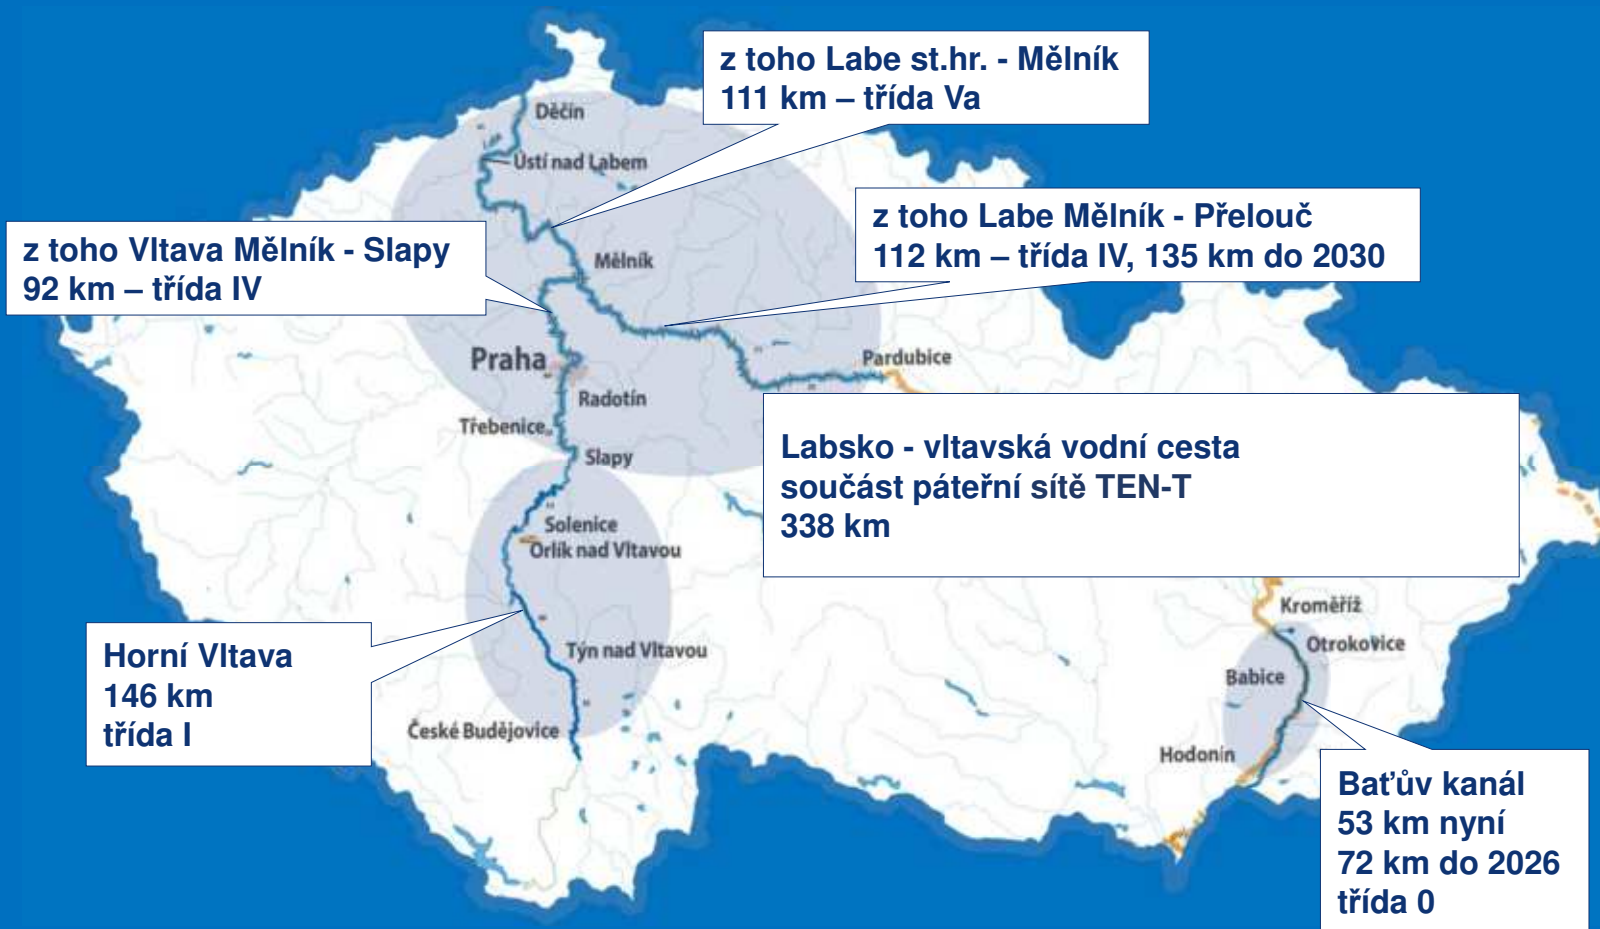 z toho Labe st.hr. - Mělník
111 km – třída Va
Děčín
Labe
Ústí nad Labem
z toho Labe Mělník - Přelouč
112 km – třída IV, 135 km do 2030
z toho Vltava Mělník - Slapy
92 km – třída IV
Mělník
Praha
Pardubice
Radotín
Třebenice
Slapy
Labsko - vltavská vodní cesta
součást páteřní sítě TEN-T
338 km
Solenice
Orlík nad Vltavou
Kroměříž
Otrokovice
Horní Vltava
146 km
třída I
Týn nad Vltavou
Babice
České Budějovice
Hodonín
Baťův kanál
53 km nyní
72 km do 2026
třída 0